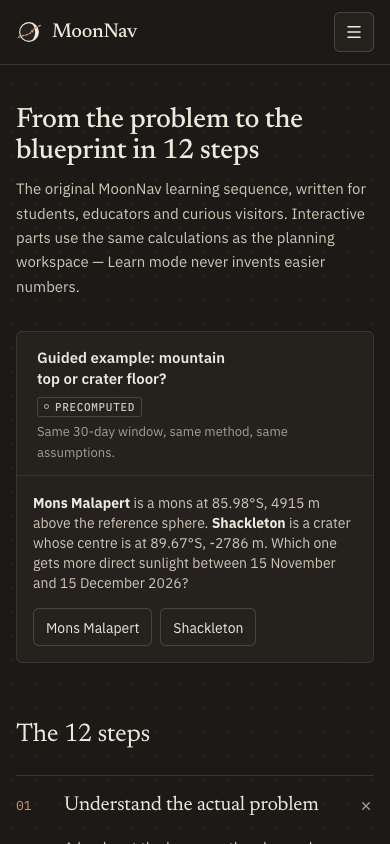 MoonNav
From the problem to the
blueprint in 12 steps
The original MoonNav learning sequence, written for
students, educators and curious visitors. Interactive
parts use the same calculations as the planning
workspace — Learn mode never invents easier
numbers.
Guided example: mountain
top or crater floor?
PRECOMPUTED
Same 30-day window, same method, same
assumptions.
Mons Malapert is a mons at 85.98°S, 4915 m
above the reference sphere. Shackleton is a crater
whose centre is at 89.67°S, -2786 m. Which one
gets more direct sunlight between 15 November
and 15 December 2026?
Mons Malapert Shackleton
The 12 steps
01 Understand the actual problem